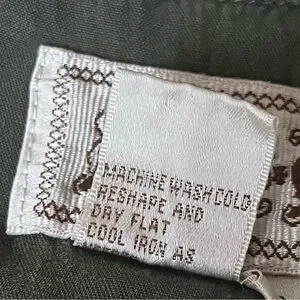 MACHINE WASH COLD
RESHAPE AND
DRY FLAT
COOL IRON AS